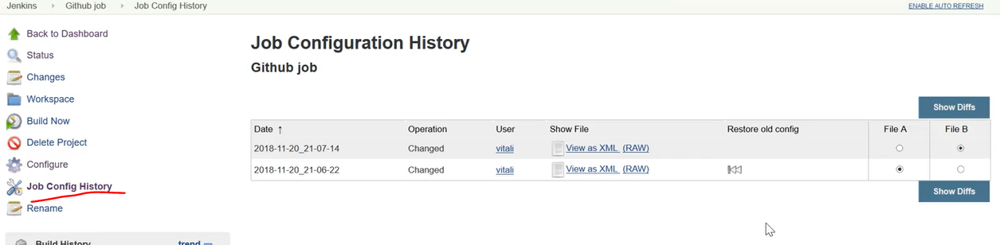 Jenkins Github job Job Config History ENABLE AUTO REFRESH
Back to Dashboard
Status
Changes
Workspace
Build Now
Delete Project
Configure
Job Config History
Rename
Build History trend
Job Configuration History
Github job
Show Diffs
Date ↑ Operation User Show File Restore old config File A File B
2018-11-20_21-07-14 Changed vitali View as XML (RAW)
2018-11-20_21-06-22 Changed vitali View as XML (RAW)
Show Diffs